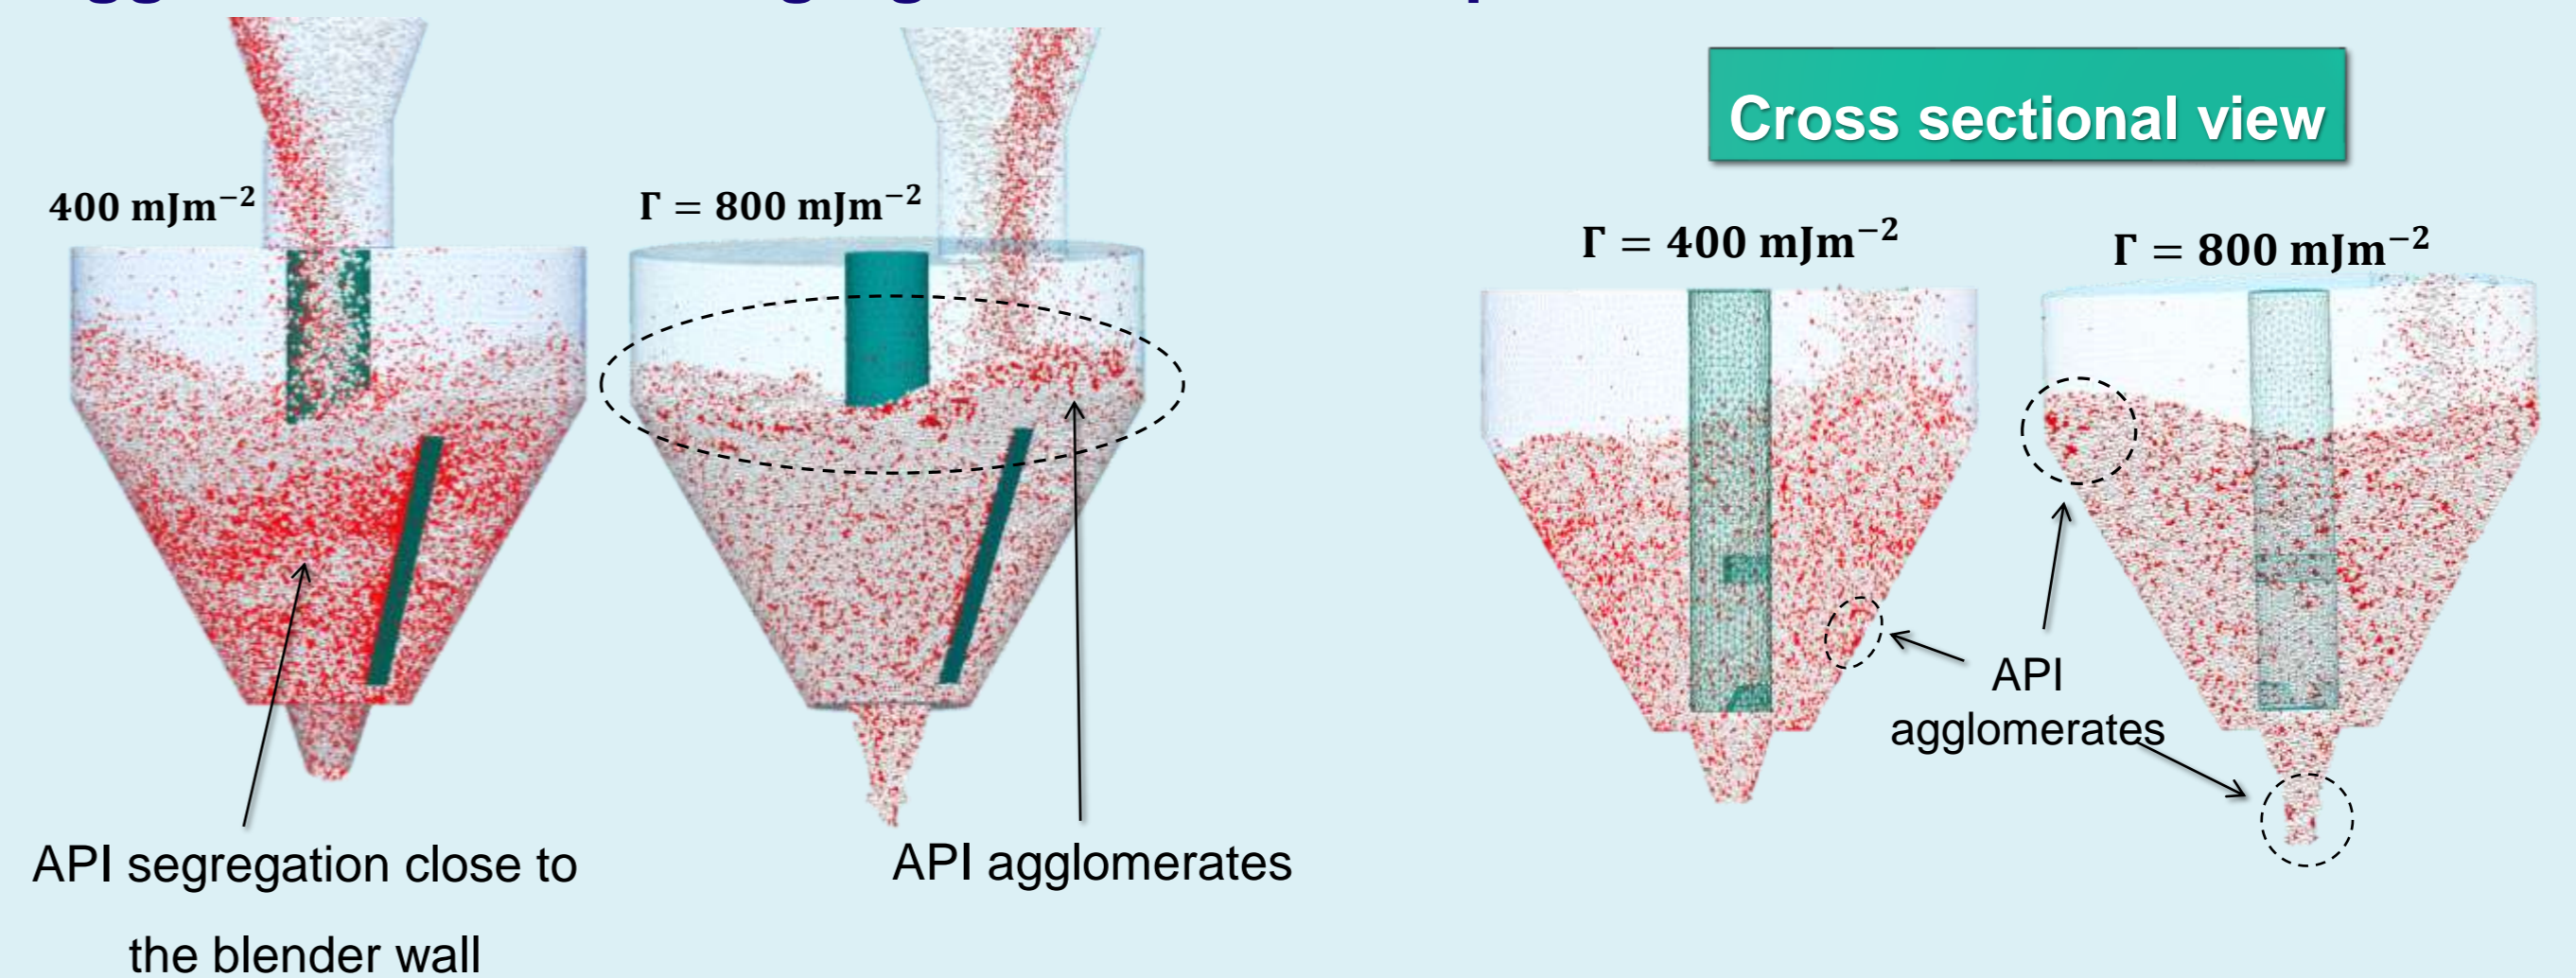 Cross sectional view
400 mJm⁻²
Γ = 800 mJm⁻²
Γ = 400 mJm⁻²
Γ = 800 mJm⁻²
API segregation close to
the blender wall
API agglomerates
API
agglomerates